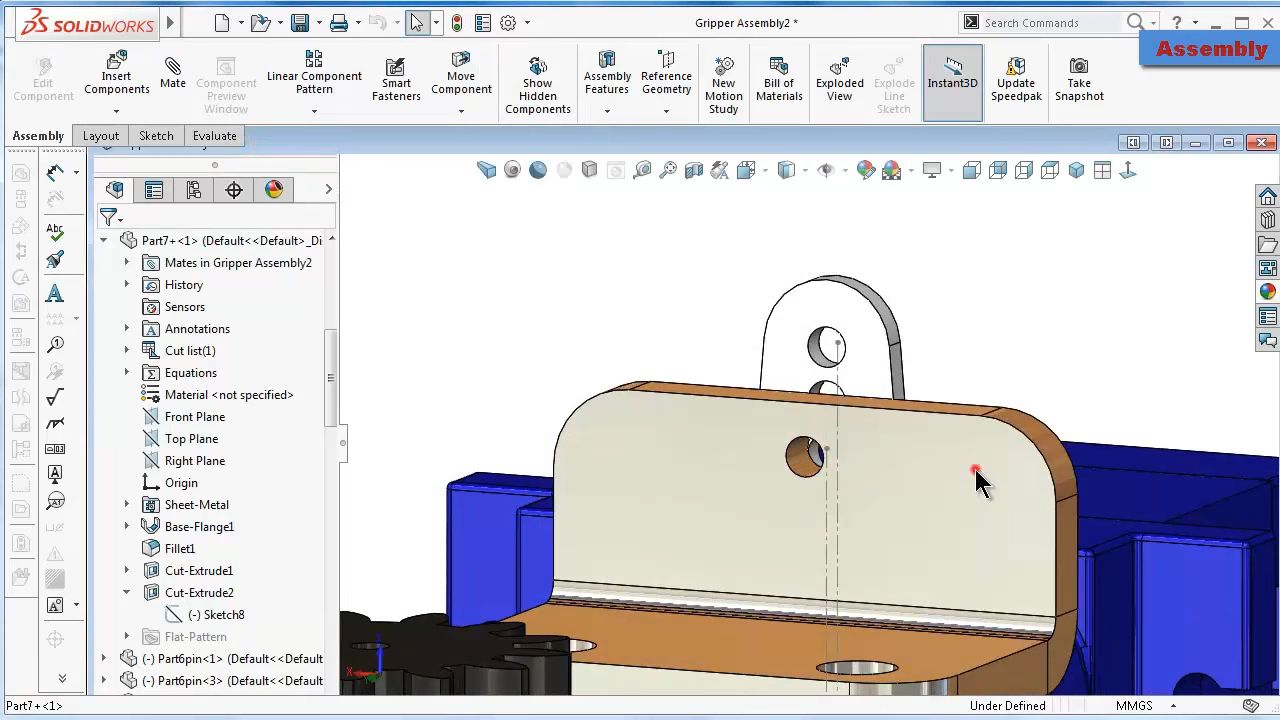 SOLIDWORKS
Gripper Assembly2 *
Search Commands
?
Assembly
Edit
Component
Insert
Components
Mate
Component
Preview
Window
Linear Component
Pattern
Smart
Fasteners
Move
Component
Show
Hidden
Components
Assembly
Features
Reference
Geometry
New
Motion
Study
Bill of
Materials
Exploded
View
Explode
Line
Sketch
Instant3D
Update
Speedpak
Take
Snapshot
Assembly Layout Sketch Evaluate
Part7+<1> (Default<<Default>_Di
Mates in Gripper Assembly2
History
Sensors
Annotations
Cut list(1)
Equations
Material <not specified>
Front Plane
Top Plane
Right Plane
Origin
Sheet-Metal
Base-Flange1
Fillet1
Cut-Extrude1
Cut-Extrude2
(-) Sketch8
Flat-Pattern
(-) Part6pin<1> (Default<<Default
(-) Part6pin<3> (Default<<Default
Abc
A
X
Part7+<1>
Under Defined
MMGS